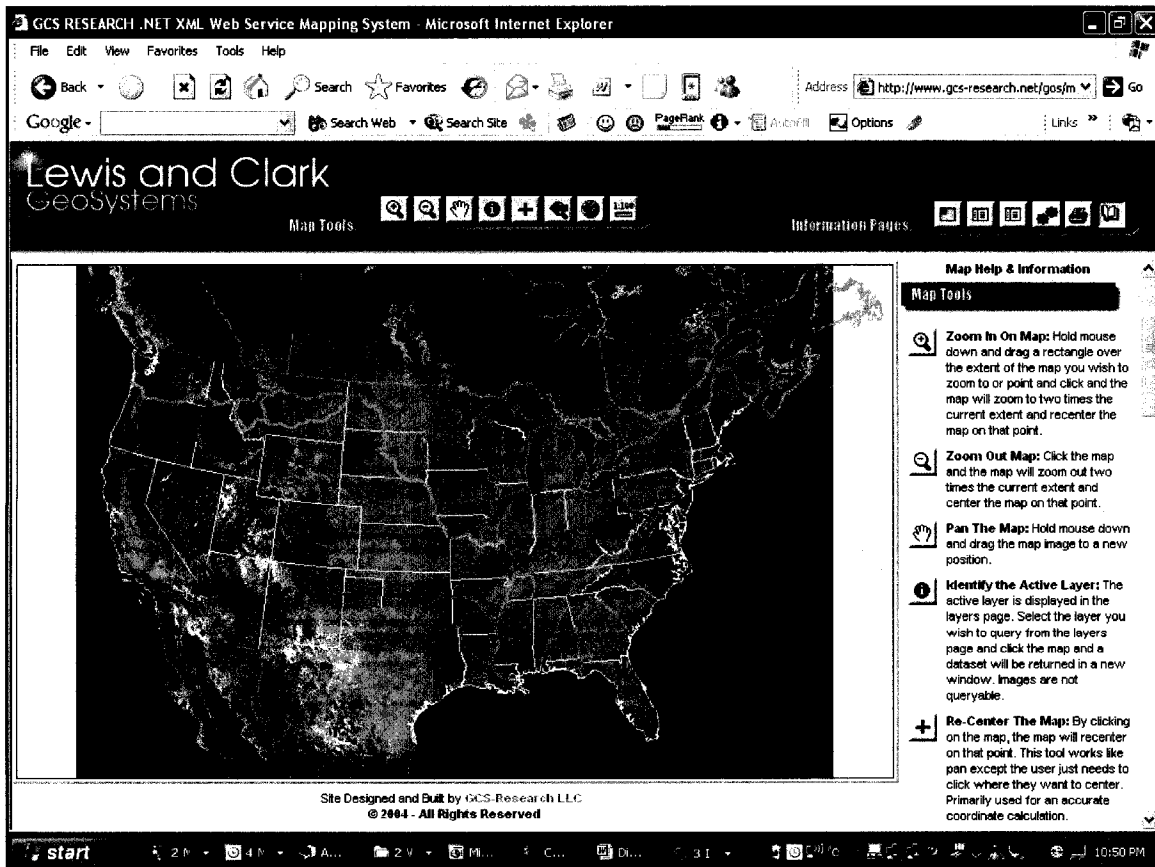 GCS RESEARCH .NET XML Web Service Mapping System - Microsoft Internet Explorer
File Edit View Favorites Tools Help
Back Search Favorites Address http://www.gcs-research.net/gos/m Go
Google Search Web Search Site PageRank AutoFill Options Links »
Lewis and Clark
GeoSystems
Map Tools 1:100 Information Pages
Map Help & Information
Map Tools
Zoom In On Map: Hold mouse
down and drag a rectangle over
the extent of the map you wish to
zoom to or point and click and the
map will zoom to two times the
current extent and recenter the
map on that point.
Zoom Out Map: Click the map
and the map will zoom out two
times the current extent and
center the map on that point.
Pan The Map: Hold mouse down
and drag the map image to a new
position.
Identify the Active Layer: The
active layer is displayed in the
layers page. Select the layer you
wish to query from the layers
page and click the map and a
dataset will be returned in a new
window. Images are not
queryable.
Re-Center The Map: By clicking
on the map, the map will recenter
on that point. This tool works like
pan except the user just needs to
click where they want to center.
Primarily used for an accurate
coordinate calculation.
Site Designed and Built by GCS-Research LLC
© 2004 - All Rights Reserved
start A... Mi... C... Di... 10:50 PM